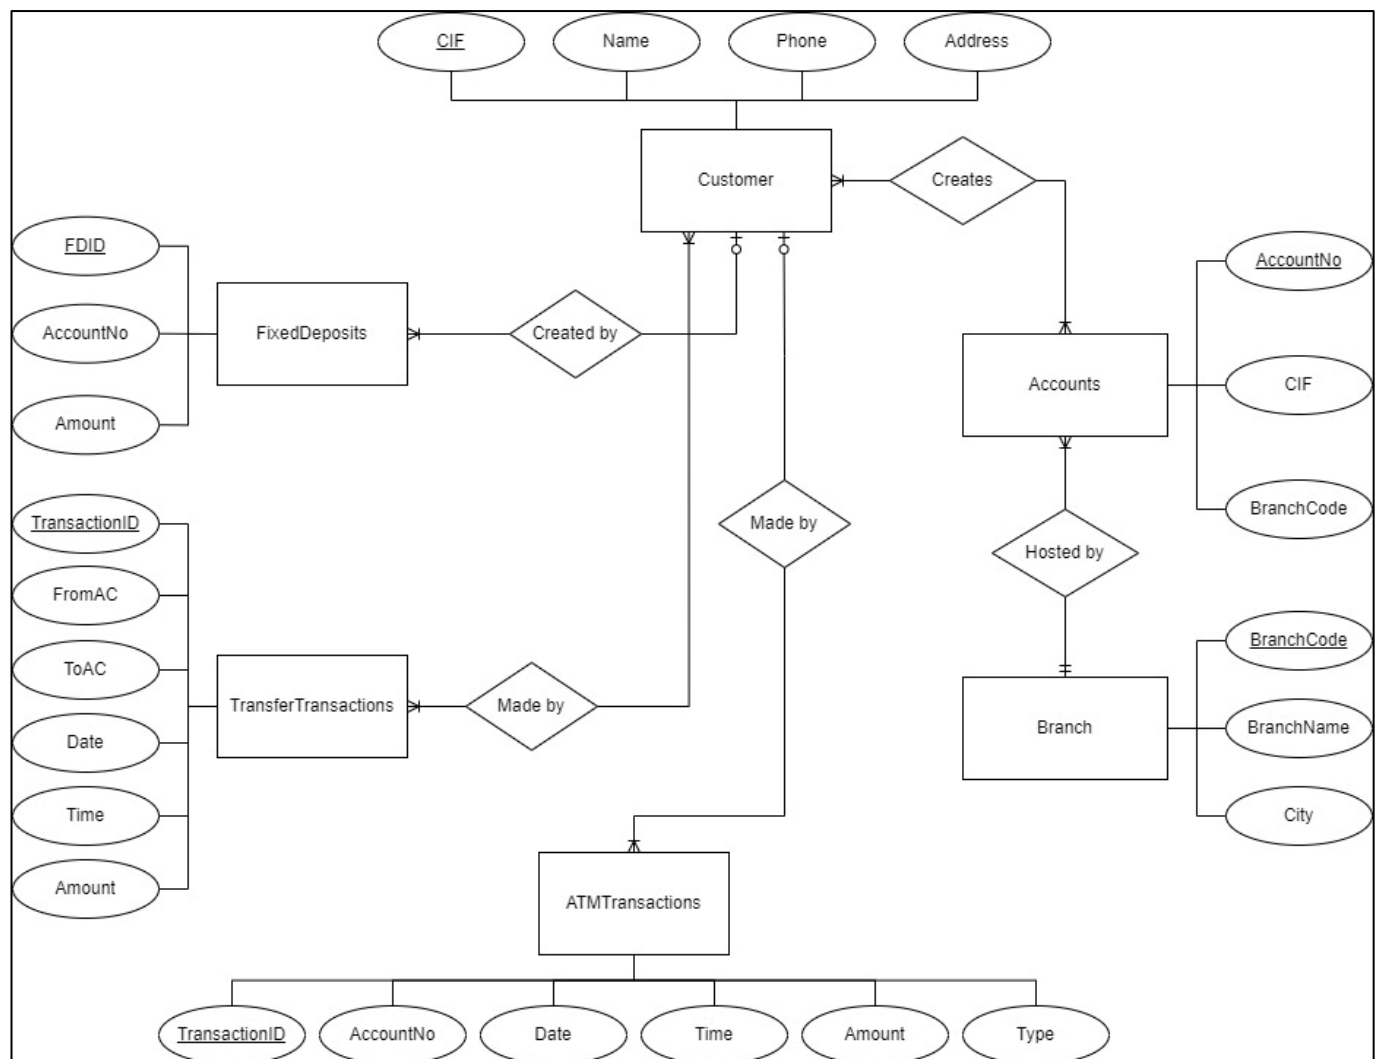 CIF
Name
Phone
Address
Customer
Creates
FDID
AccountNo
Amount
FixedDeposits
Created by
AccountNo
CIF
BranchCode
Accounts
TransactionID
FromAC
ToAC
Date
Time
Amount
TransferTransactions
Made by
Made by
Hosted by
BranchCode
BranchName
City
Branch
ATMTransactions
TransactionID
AccountNo
Date
Time
Amount
Type